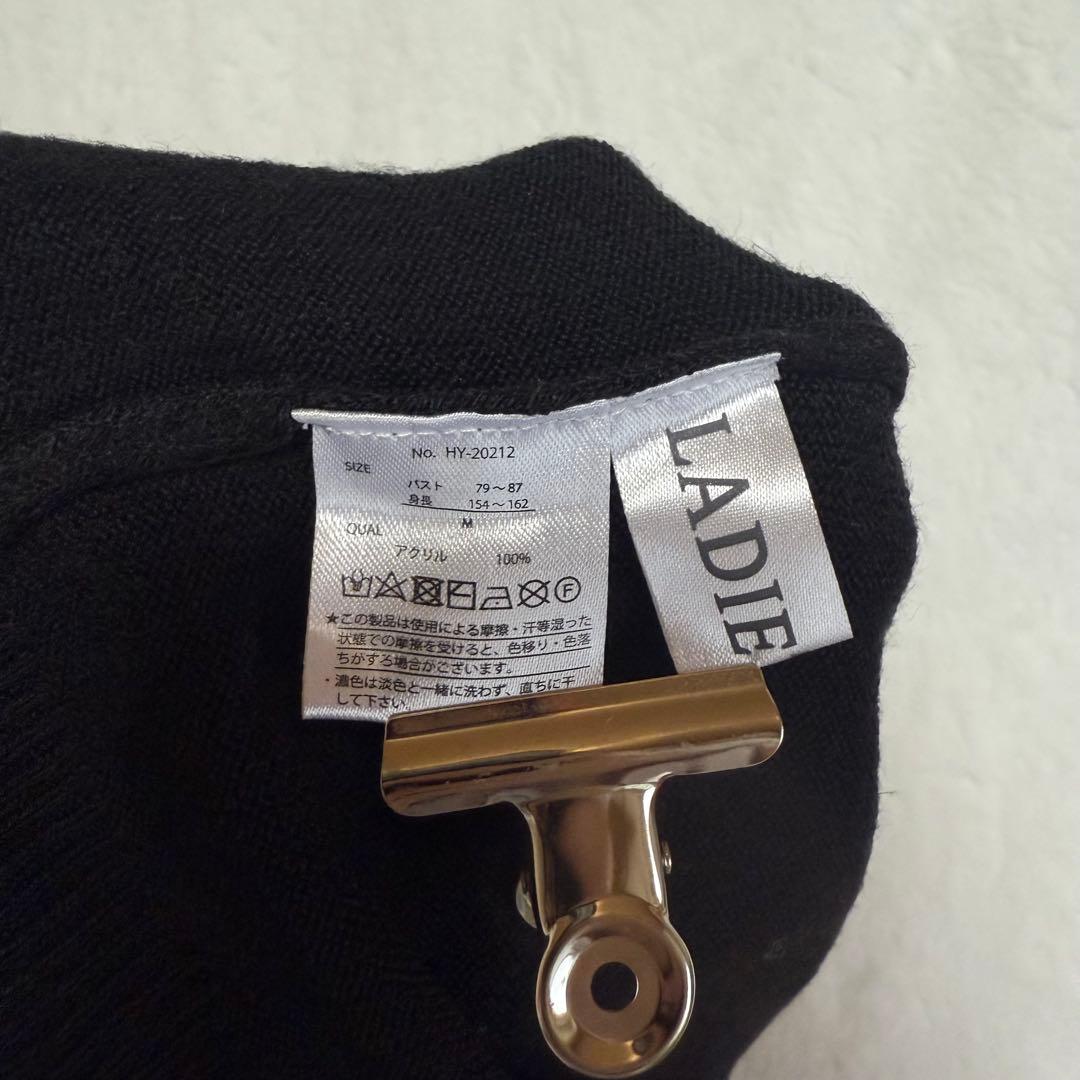 No. HY-20212
SIZE
バスト 79～87
身長 154～162
M
QUAL
アクリル 100%
F
★この製品は使用による摩擦・汗等湿った
状態での摩擦を受けると、色移り・色落
ちがする場合がございます。
・濃色は淡色と一緒に洗わず、直ちに干
して下さい
LADIE